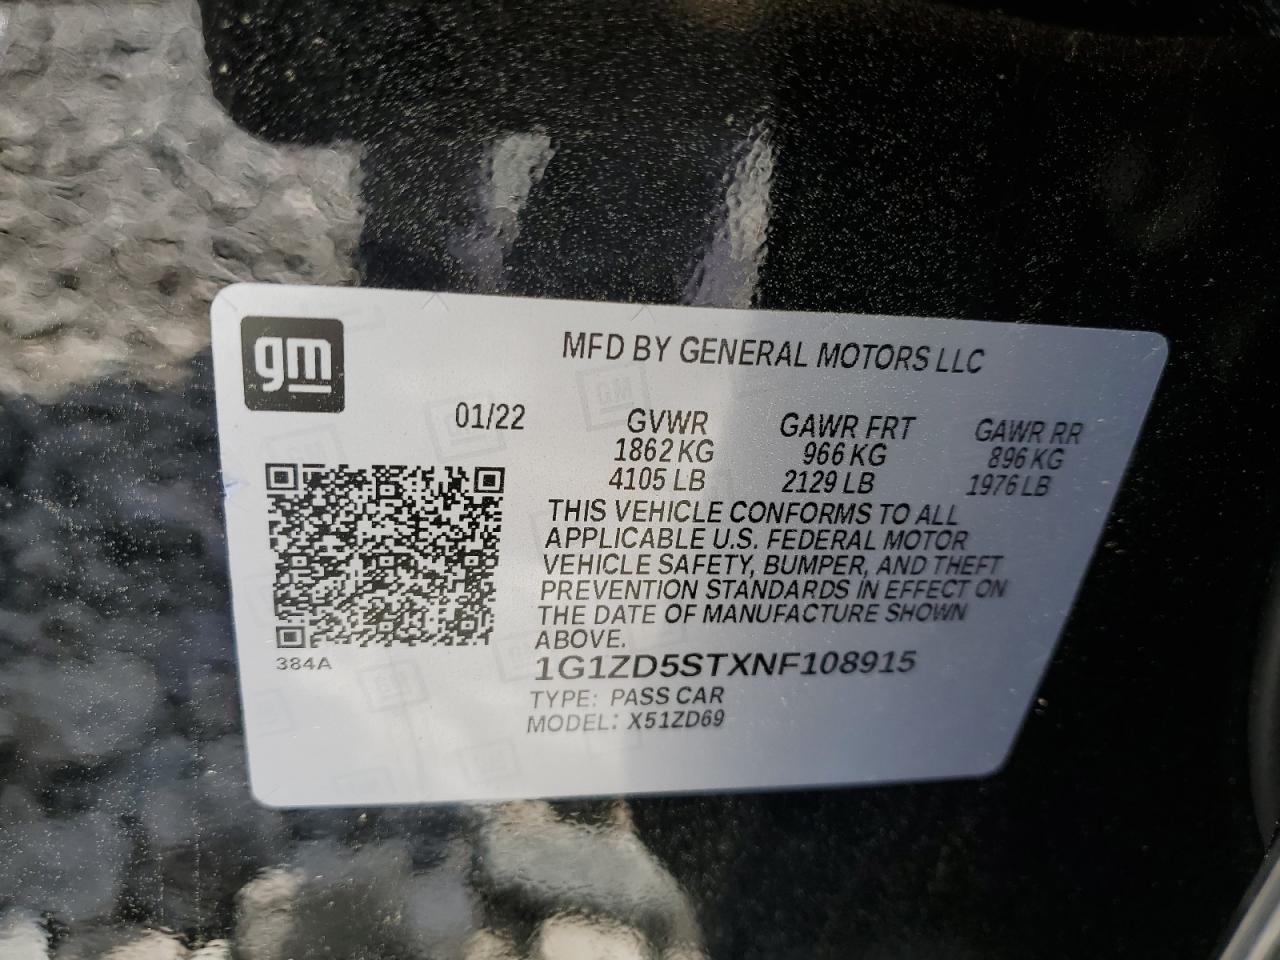 gm
MFD BY GENERAL MOTORS LLC
01/22 GVWR GAWR FRT GAWR RR
1862 KG 966 KG 896 KG
4105 LB 2129 LB 1976 LB
THIS VEHICLE CONFORMS TO ALL
APPLICABLE U.S. FEDERAL MOTOR
VEHICLE SAFETY, BUMPER, AND THEFT
PREVENTION STANDARDS IN EFFECT ON
THE DATE OF MANUFACTURE SHOWN
ABOVE.
384A
1G1ZD5STXNF108915
TYPE: PASS CAR
MODEL: X51ZD69